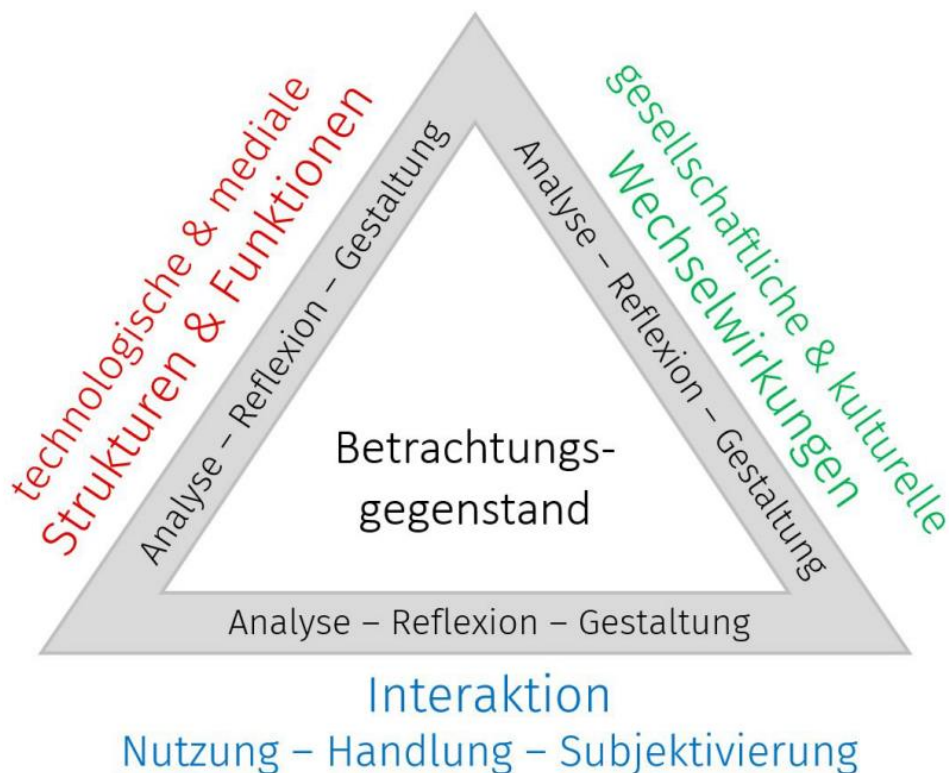 technologische & mediale
Strukturen & Funktionen
Analyse – Reflexion – Gestaltung
gesellschaftliche & kulturelle
Wechselwirkungen
Analyse – Reflexion – Gestaltung
Betrachtungs-
gegenstand
Analyse – Reflexion – Gestaltung
Interaktion
Nutzung – Handlung – Subjektivierung